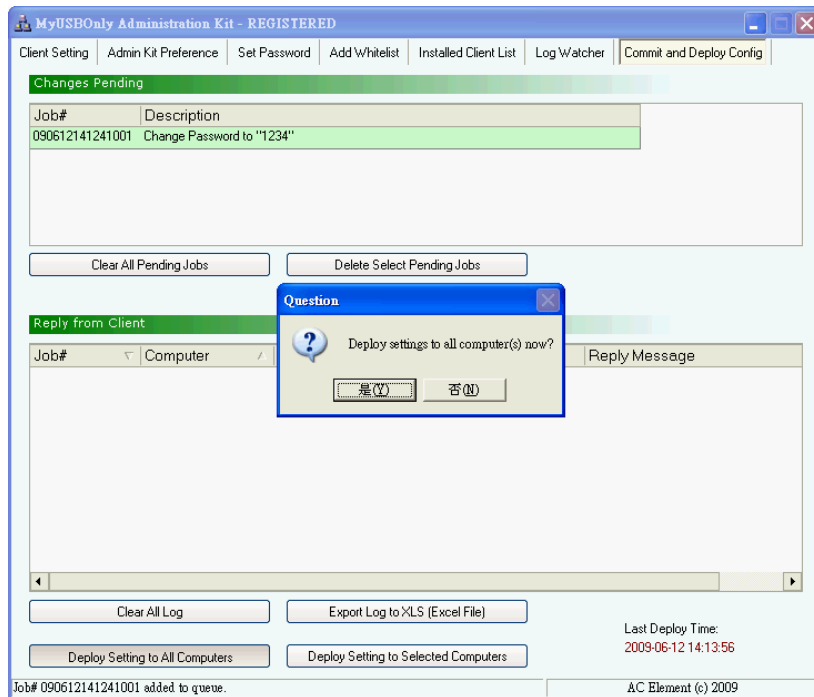 MyUSBOnly Administration Kit - REGISTERED
Client Setting Admin Kit Preference Set Password Add Whitelist Installed Client List Log Watcher Commit and Deploy Config
Changes Pending
Job# Description
090612141241001 Change Password to "1234"
Clear All Pending Jobs Delete Select Pending Jobs
Question
Deploy settings to all computer(s) now?
是(Y) 否(N)
Reply from Client
Job# Computer Reply Message
Clear All Log Export Log to XLS (Excel File)
Deploy Setting to All Computers Deploy Setting to Selected Computers
Last Deploy Time:
2009-06-12 14:13:56
Job# 090612141241001 added to queue. AC Element (c) 2009